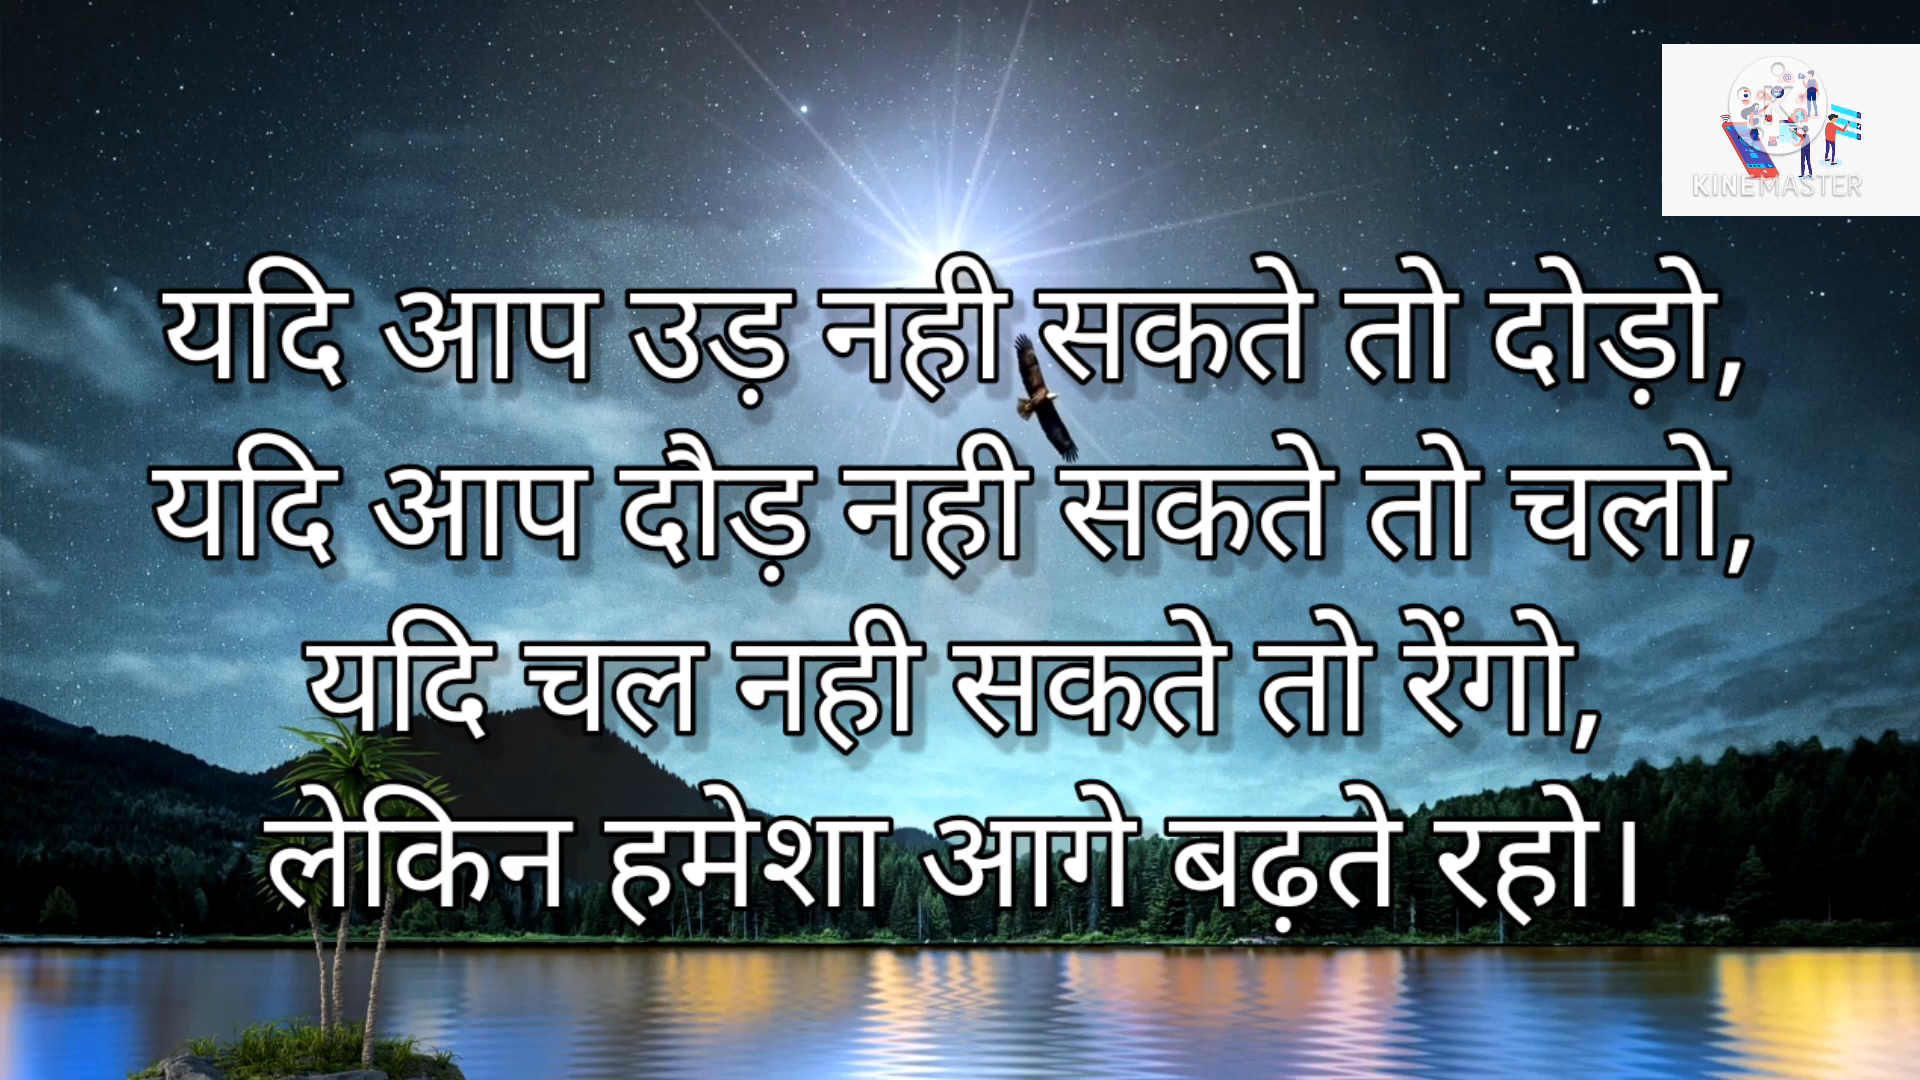 KINEMASTER
यदि आप उड़ नही सकते तो दोड़ो,
यदि आप दौड़ नही सकते तो चलो,
यदि चल नही सकते तो रेंगो,
लेकिन हमेशा आगे बढ़ते रहो।